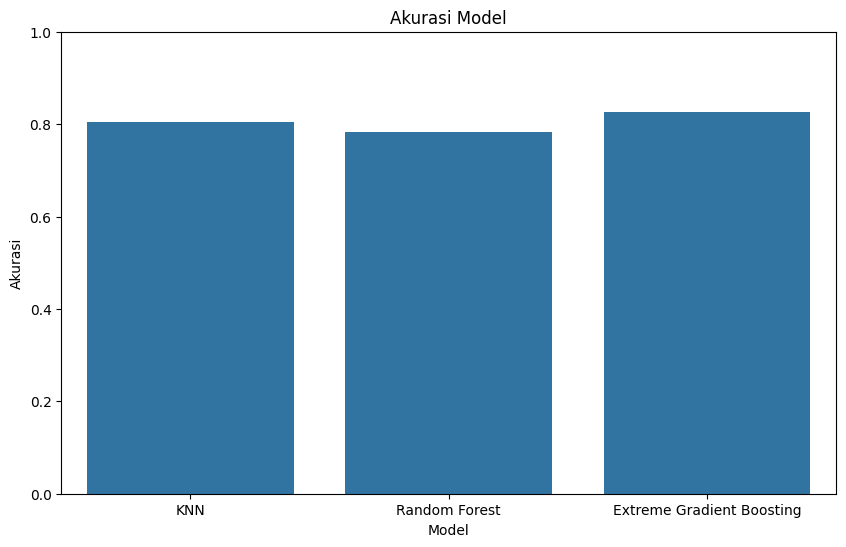 Akurasi Model
1.0
0.8
0.6
0.4
0.2
0.0
Akurasi
KNN
Random Forest
Extreme Gradient Boosting
Model